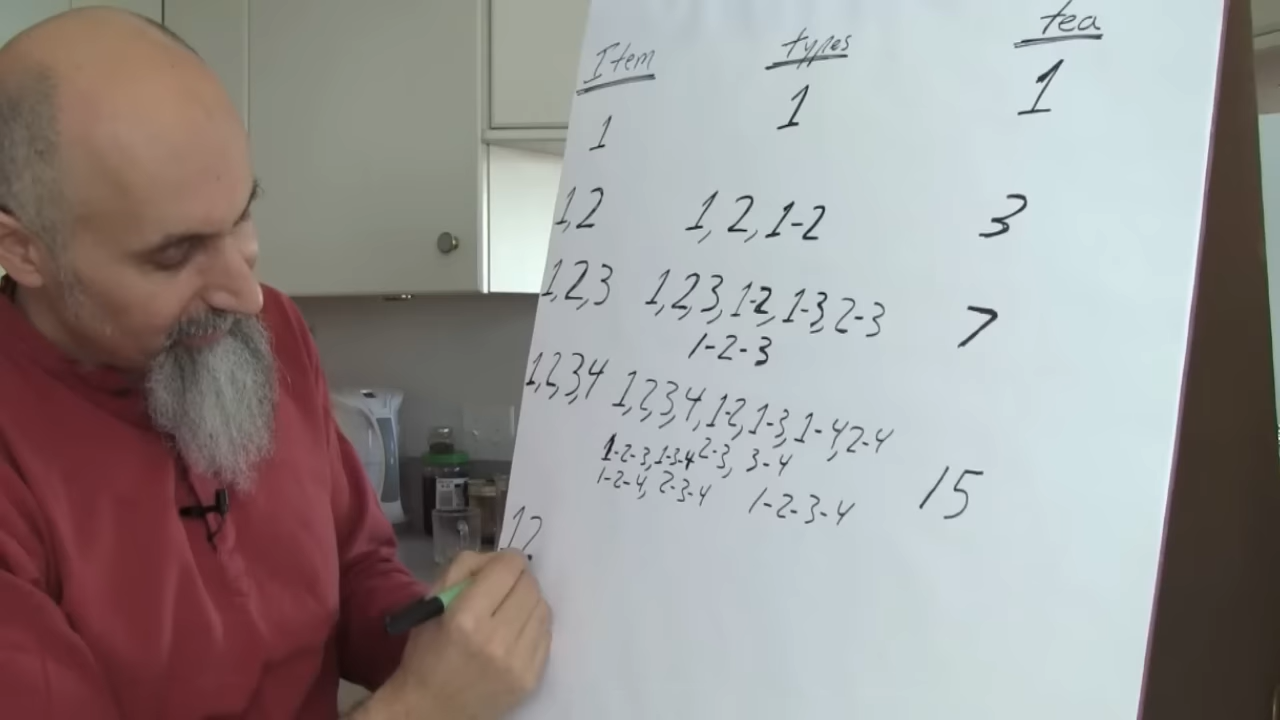 Item types tea
1 1 1
1,2 1, 2, 1-2 3
1,2,3 1,2,3, 1-2, 1-3, 2-3 7
1-2-3
1,2,3,4 1,2,3,4, 1-2, 1-3, 1-4, 2-4
1-2-3, 1-3-4 2-3, 3-4
1-2-4, 2-3-4 1-2-3-4 15
12